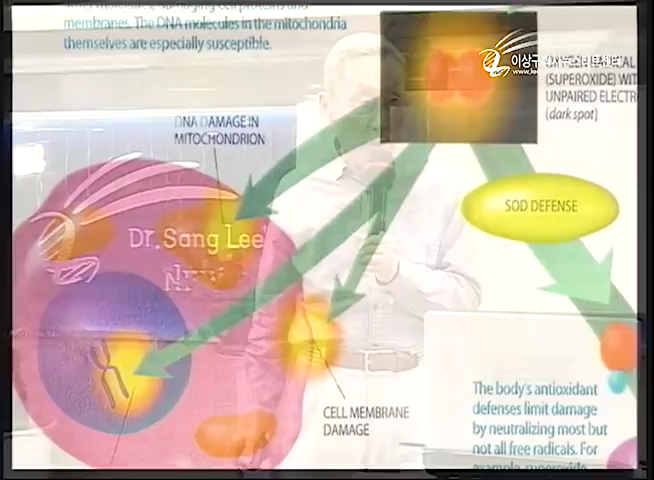 membranes. The DNA molecules in the mitochondria
themselves are especially susceptible.
(SUPEROXIDE) WIT
UNPAIRED ELECTR
(dark spot)
DNA DAMAGE IN
MITOCHONDRION
SOD DEFENSE
Dr. Sang Lee
CELL MEMBRANE
DAMAGE
The body's antioxidant
defenses limit damage
by neutralizing most but
not all free radicals. For
example, superoxide